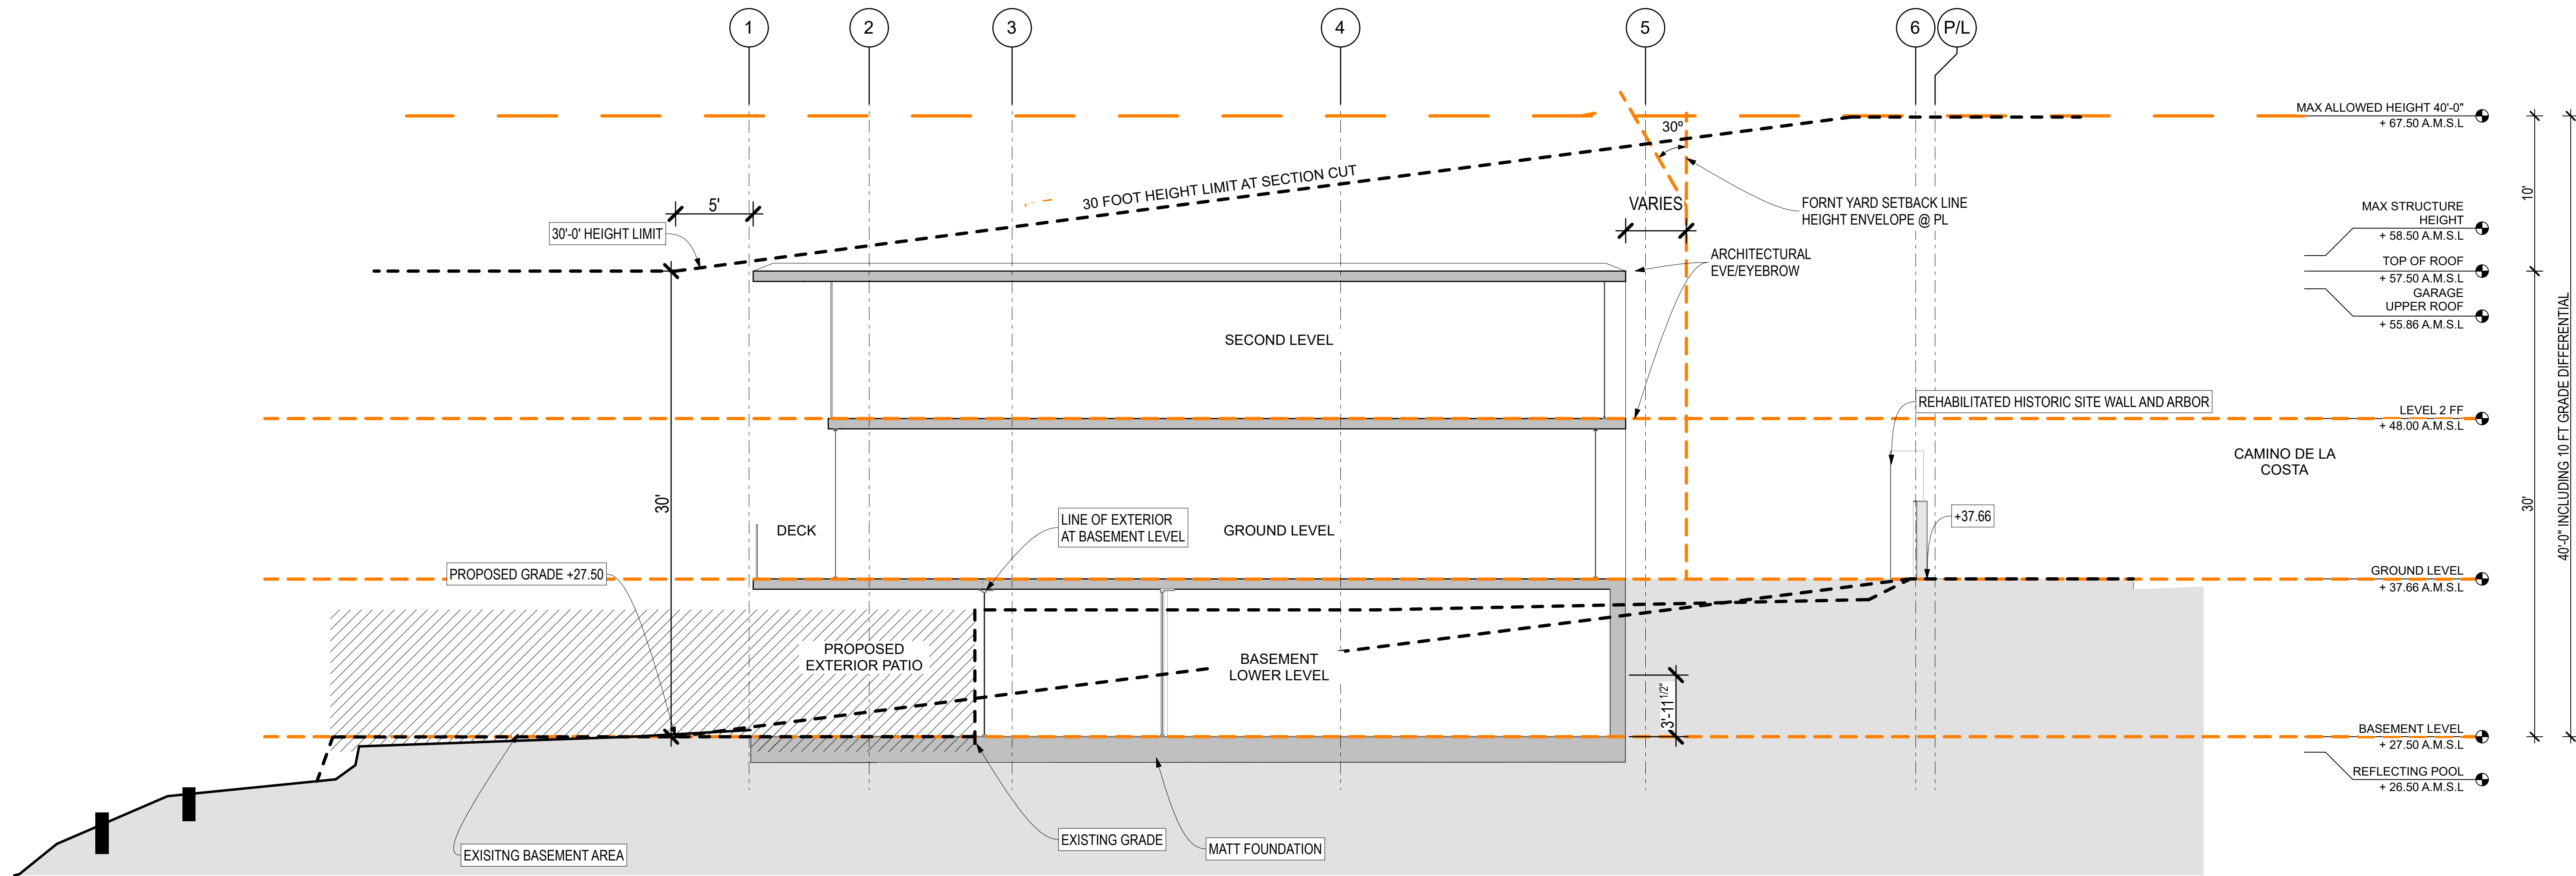 1
2
3
4
5
6
P/L
MAX ALLOWED HEIGHT 40'-0"
+ 67.50 A.M.S.L
30º
10'
30 FOOT HEIGHT LIMIT AT SECTION CUT
5'
VARIES
FORNT YARD SETBACK LINE
HEIGHT ENVELOPE @ PL
MAX STRUCTURE
HEIGHT
+ 58.50 A.M.S.L
30'-0' HEIGHT LIMIT
ARCHITECTURAL
EVE/EYEBROW
TOP OF ROOF
+ 57.50 A.M.S.L
GARAGE
UPPER ROOF
+ 55.86 A.M.S.L
SECOND LEVEL
REHABILITATED HISTORIC SITE WALL AND ARBOR
LEVEL 2 FF
+ 48.00 A.M.S.L
CAMINO DE LA
COSTA
40'-0" INCLUDING 10 FT GRADE DIFFERENTIAL
30'
30'
DECK
LINE OF EXTERIOR
AT BASEMENT LEVEL
GROUND LEVEL
+37.66
PROPOSED GRADE +27.50
GROUND LEVEL
+ 37.66 A.M.S.L
PROPOSED
EXTERIOR PATIO
BASEMENT
LOWER LEVEL
3'-11 1/2"
BASEMENT LEVEL
+ 27.50 A.M.S.L
REFLECTING POOL
+ 26.50 A.M.S.L
EXISITNG BASEMENT AREA
EXISTING GRADE
MATT FOUNDATION